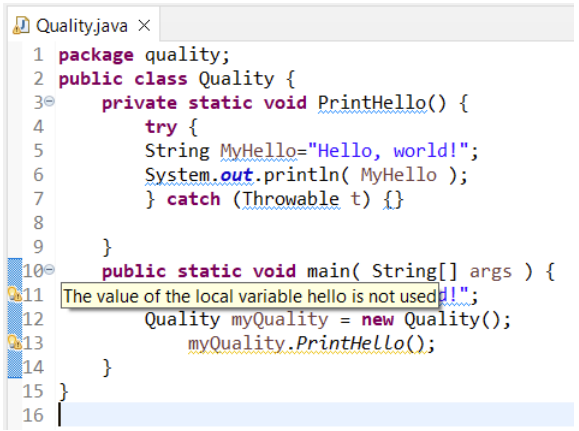 Quality.java ×
1 package quality;
2 public class Quality {
3 private static void PrintHello() {
4 try {
5 String MyHello="Hello, world!";
6 System.out.println( MyHello );
7 } catch (Throwable t) {}
8
9 }
10 public static void main( String[] args ) {
11 The value of the local variable hello is not used d!";
12 Quality myQuality = new Quality();
13 myQuality.PrintHello();
14 }
15 }
16